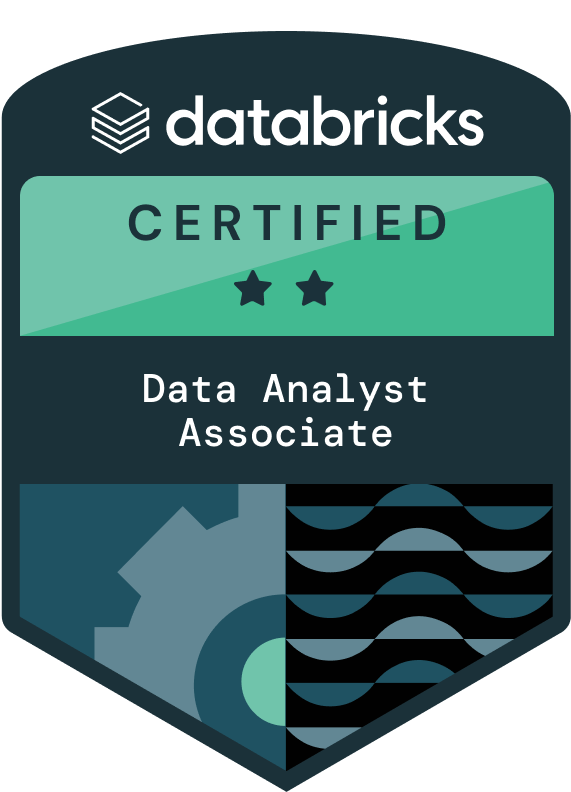 databricks
CERTIFIED
Data Analyst
Associate